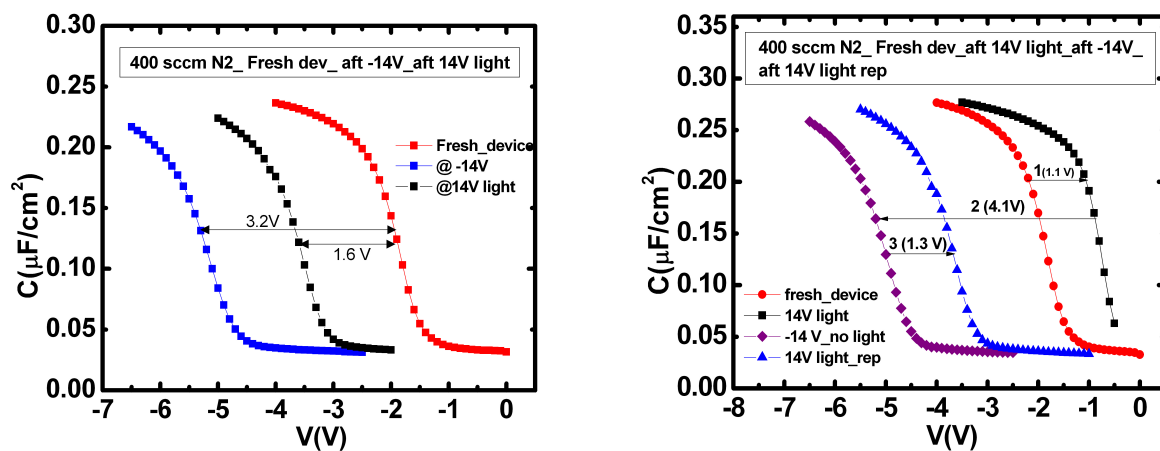 400 sccm N2_ Fresh dev_ aft -14V_aft 14V light
0.30
0.25
0.20
0.15
0.10
0.05
0.00
C(μF/cm²)
Fresh_device
@ -14V
@14V light
3.2V
1.6 V
-7 -6 -5 -4 -3 -2 -1 0
V(V)
400 sccm N2_ Fresh dev_aft 14V light_aft -14V_
aft 14V light rep
0.35
0.30
0.25
0.20
0.15
0.10
0.05
0.00
C(μF/cm²)
1(1.1 V)
2 (4.1V)
3 (1.3 V)
fresh_device
14V light
-14 V_no light
14V light_rep
-8 -7 -6 -5 -4 -3 -2 -1 0
V(V)